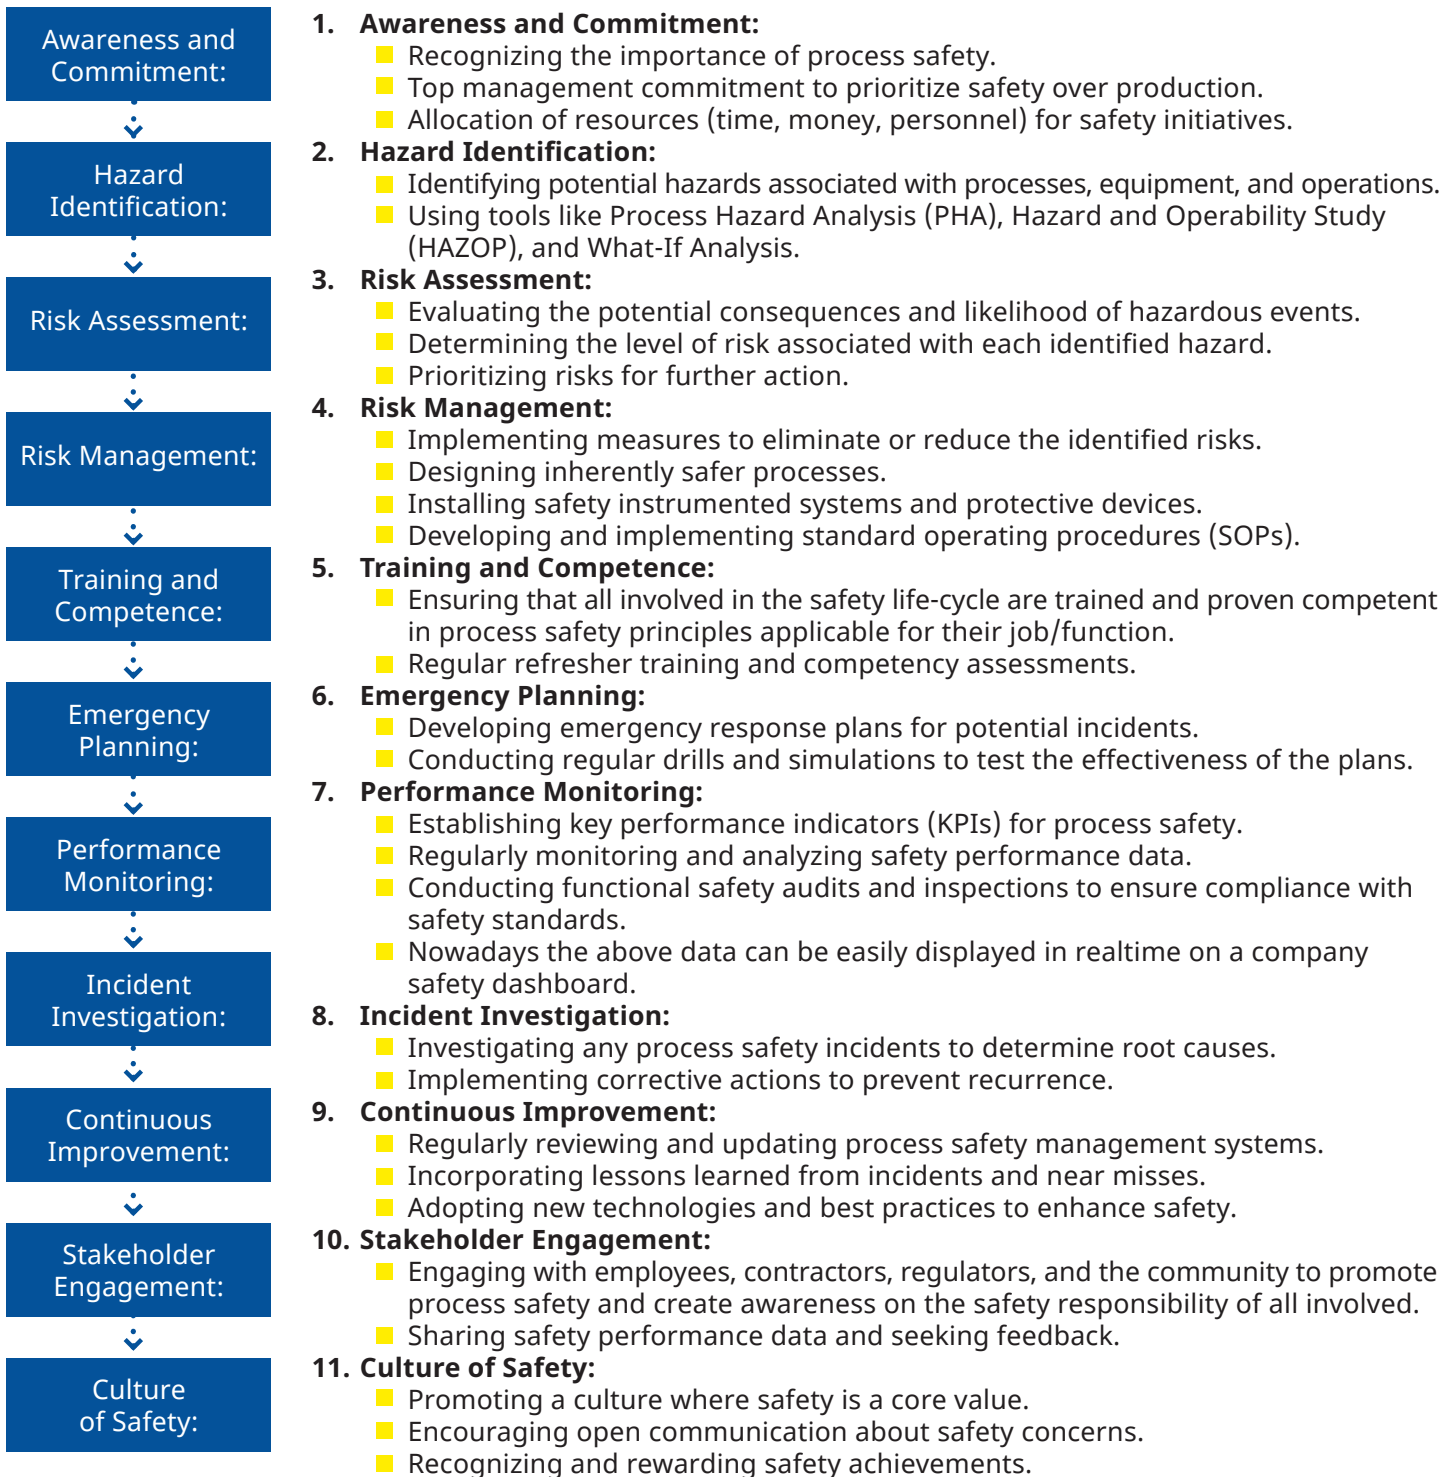 Awareness and
Commitment:
Hazard
Identification:
Risk Assessment:
Risk Management:
Training and
Competence:
Emergency
Planning:
Performance
Monitoring:
Incident
Investigation:
Continuous
Improvement:
Stakeholder
Engagement:
Culture
of Safety:
1. Awareness and Commitment:
Recognizing the importance of process safety.
Top management commitment to prioritize safety over production.
Allocation of resources (time, money, personnel) for safety initiatives.
2. Hazard Identification:
Identifying potential hazards associated with processes, equipment, and operations.
Using tools like Process Hazard Analysis (PHA), Hazard and Operability Study
(HAZOP), and What-If Analysis.
3. Risk Assessment:
Evaluating the potential consequences and likelihood of hazardous events.
Determining the level of risk associated with each identified hazard.
Prioritizing risks for further action.
4. Risk Management:
Implementing measures to eliminate or reduce the identified risks.
Designing inherently safer processes.
Installing safety instrumented systems and protective devices.
Developing and implementing standard operating procedures (SOPs).
5. Training and Competence:
Ensuring that all involved in the safety life-cycle are trained and proven competent
in process safety principles applicable for their job/function.
Regular refresher training and competency assessments.
6. Emergency Planning:
Developing emergency response plans for potential incidents.
Conducting regular drills and simulations to test the effectiveness of the plans.
7. Performance Monitoring:
Establishing key performance indicators (KPIs) for process safety.
Regularly monitoring and analyzing safety performance data.
Conducting functional safety audits and inspections to ensure compliance with
safety standards.
Nowadays the above data can be easily displayed in realtime on a company
safety dashboard.
8. Incident Investigation:
Investigating any process safety incidents to determine root causes.
Implementing corrective actions to prevent recurrence.
9. Continuous Improvement:
Regularly reviewing and updating process safety management systems.
Incorporating lessons learned from incidents and near misses.
Adopting new technologies and best practices to enhance safety.
10. Stakeholder Engagement:
Engaging with employees, contractors, regulators, and the community to promote
process safety and create awareness on the safety responsibility of all involved.
Sharing safety performance data and seeking feedback.
11. Culture of Safety:
Promoting a culture where safety is a core value.
Encouraging open communication about safety concerns.
Recognizing and rewarding safety achievements.